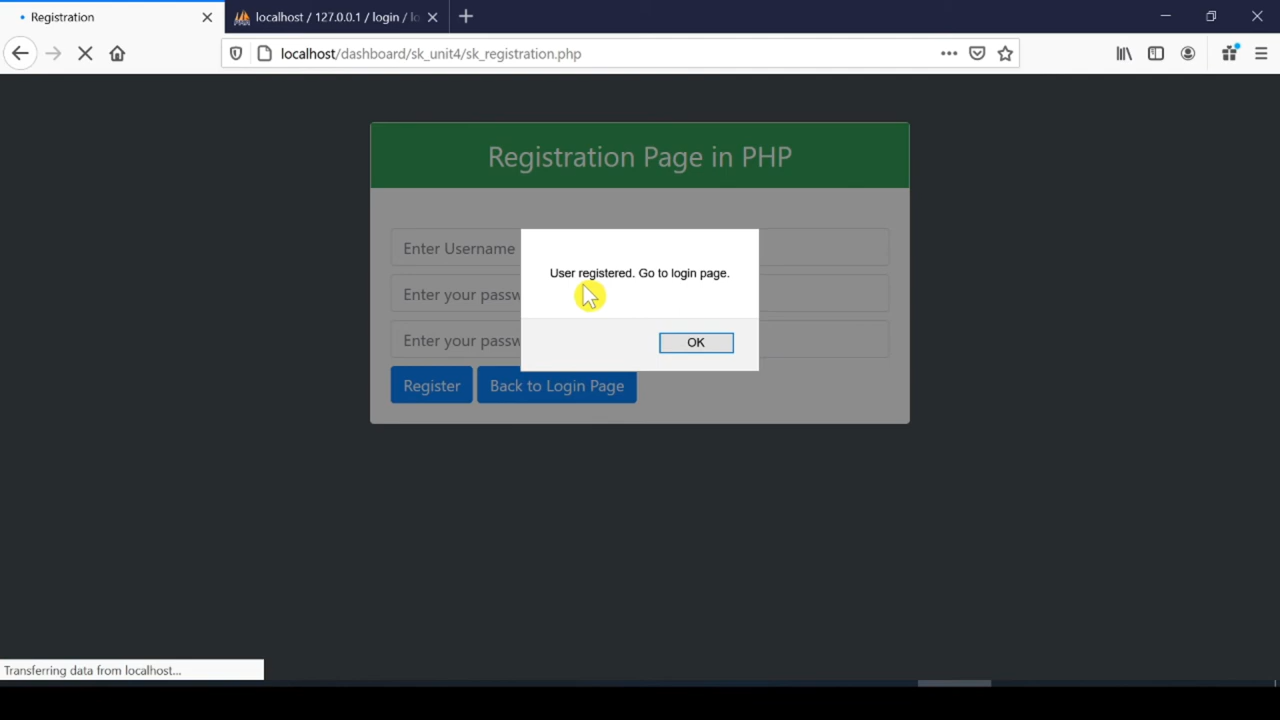 Registration
localhost / 127.0.0.1 / login / lo
localhost/dashboard/sk_unit4/sk_registration.php
Registration Page in PHP
Enter Username
Enter your passw
Enter your passw
User registered. Go to login page.
OK
Register
Back to Login Page
Transferring data from localhost...